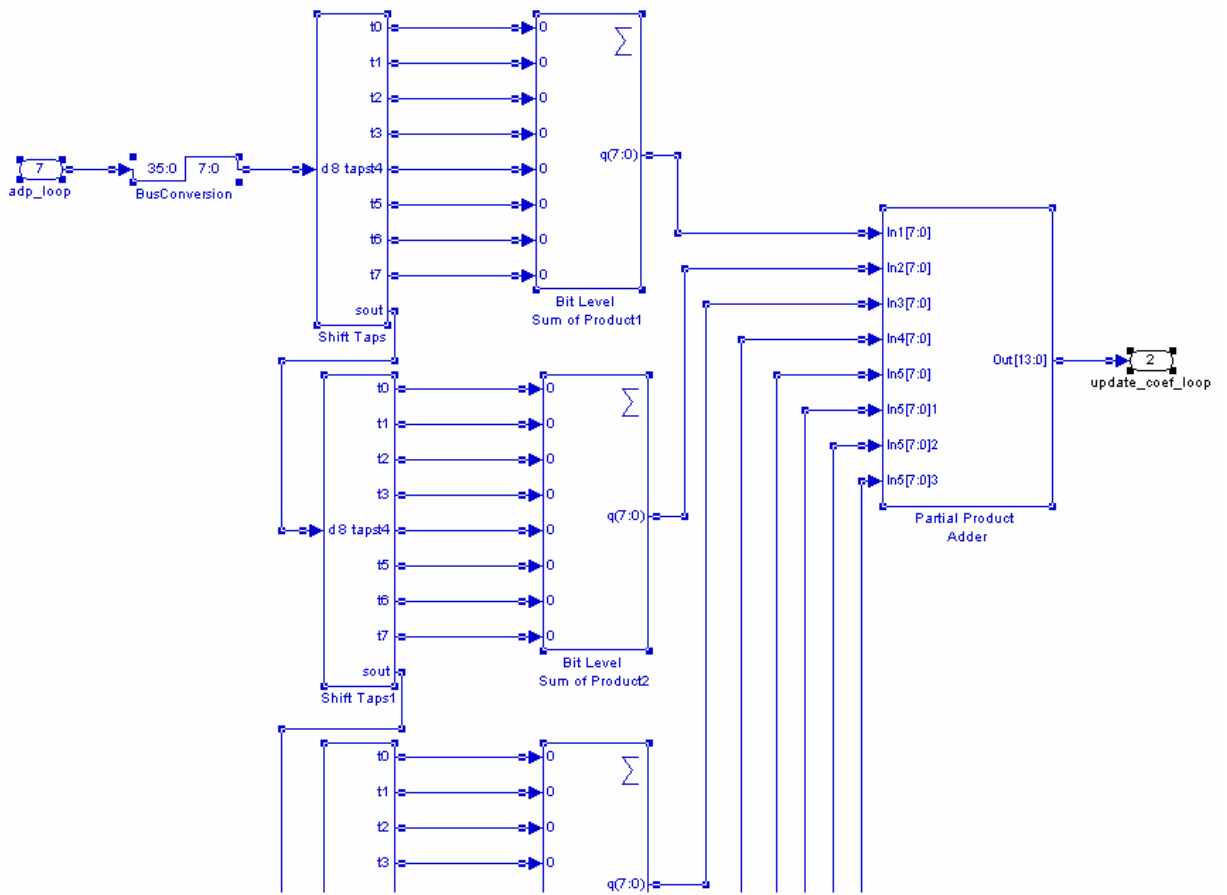 7
adp_loop
35:0 7:0
BusConversion
t0
t1
t2
t3
d 8 taps t4
t5
t6
t7
sout
Shift Taps
0
0
0
0
0
0
0
0
∑
q(7:0)
Bit Level
Sum of Product1
t0
t1
t2
t3
d 8 taps t4
t5
t6
t7
sout
Shift Taps1
0
0
0
0
0
0
0
0
∑
q(7:0)
Bit Level
Sum of Product2
t0
t1
t2
t3
0
0
0
0
∑
q(7:0)
In1[7:0]
In2[7:0]
In3[7:0]
In4[7:0]
In5[7:0]
In5[7:0]1
In5[7:0]2
In5[7:0]3
Out[13:0]
Partial Product
Adder
2
update_coef_loop